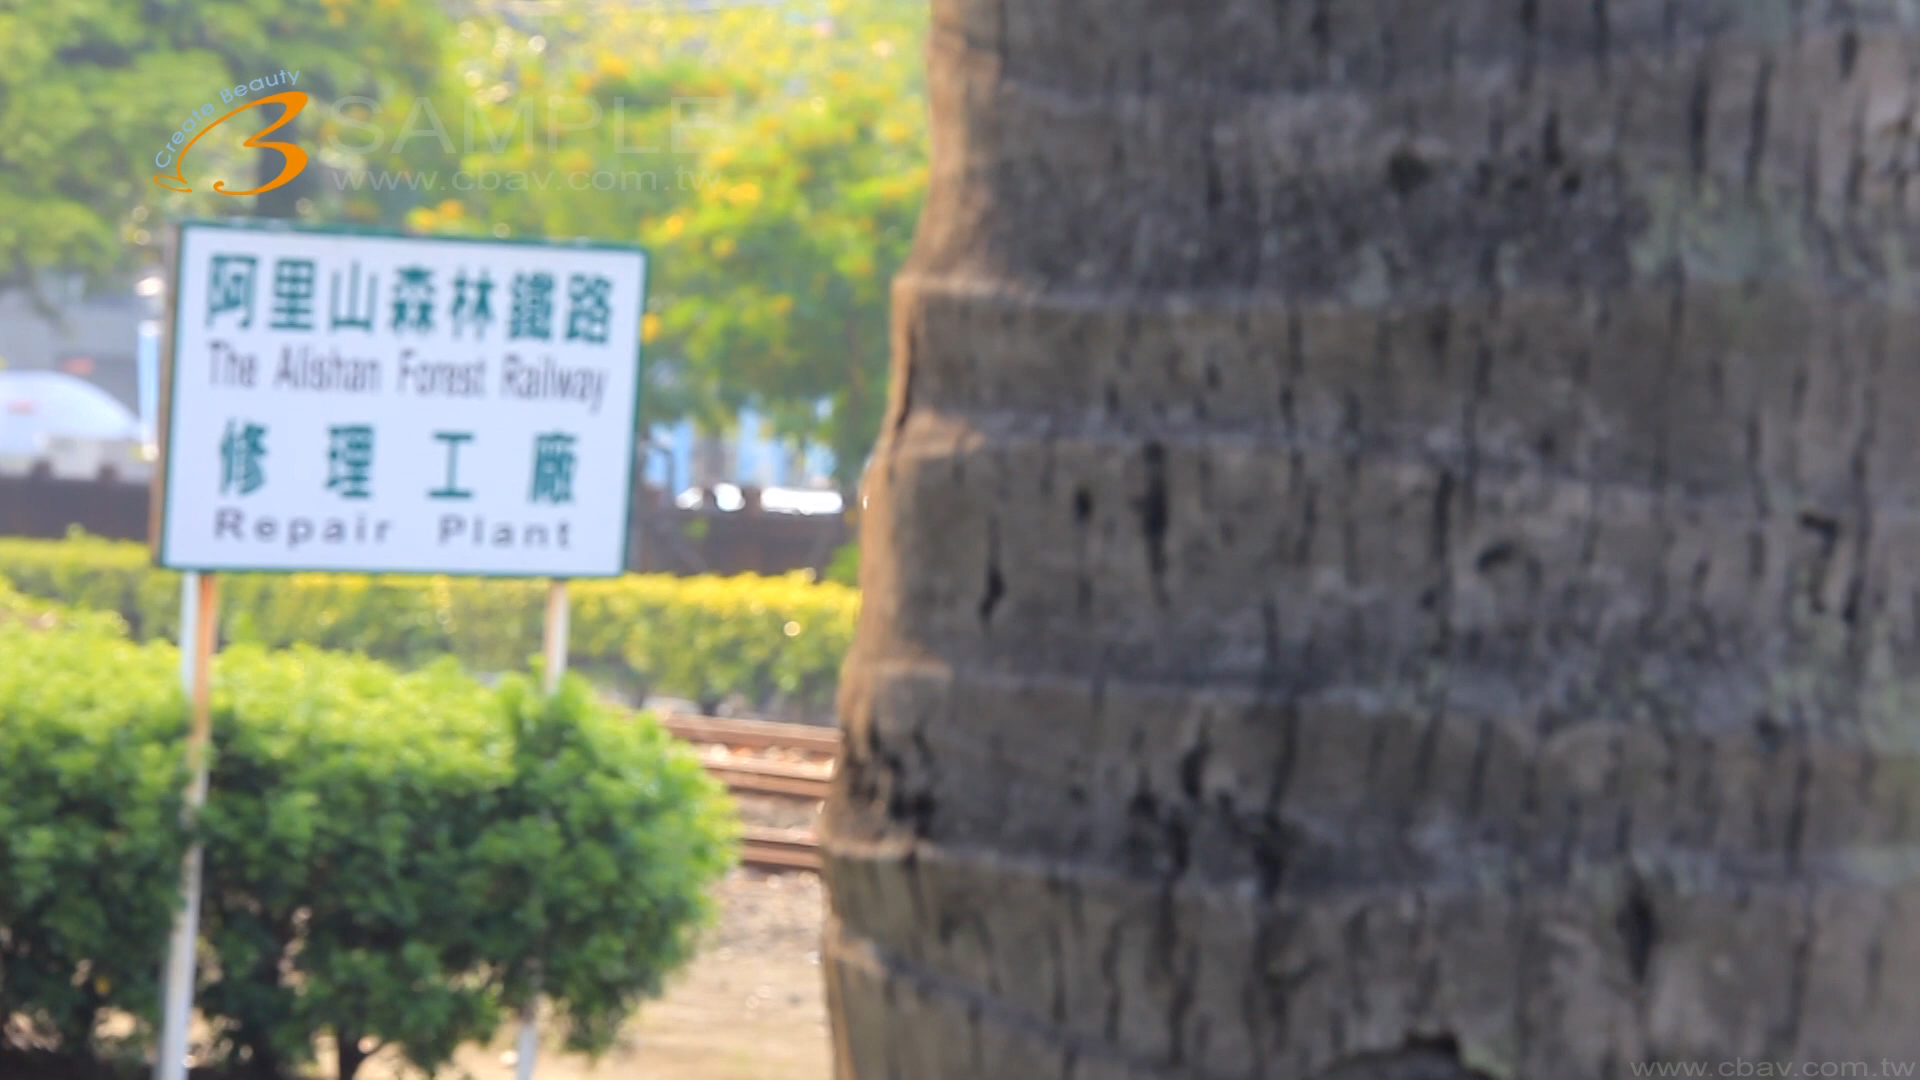 Create Beauty
SAMPLE
www.cbav.com.tw
阿里山森林鐵路
The Alishan Forest Railway
修理工廠
Repair Plant
www.cbav.com.tw